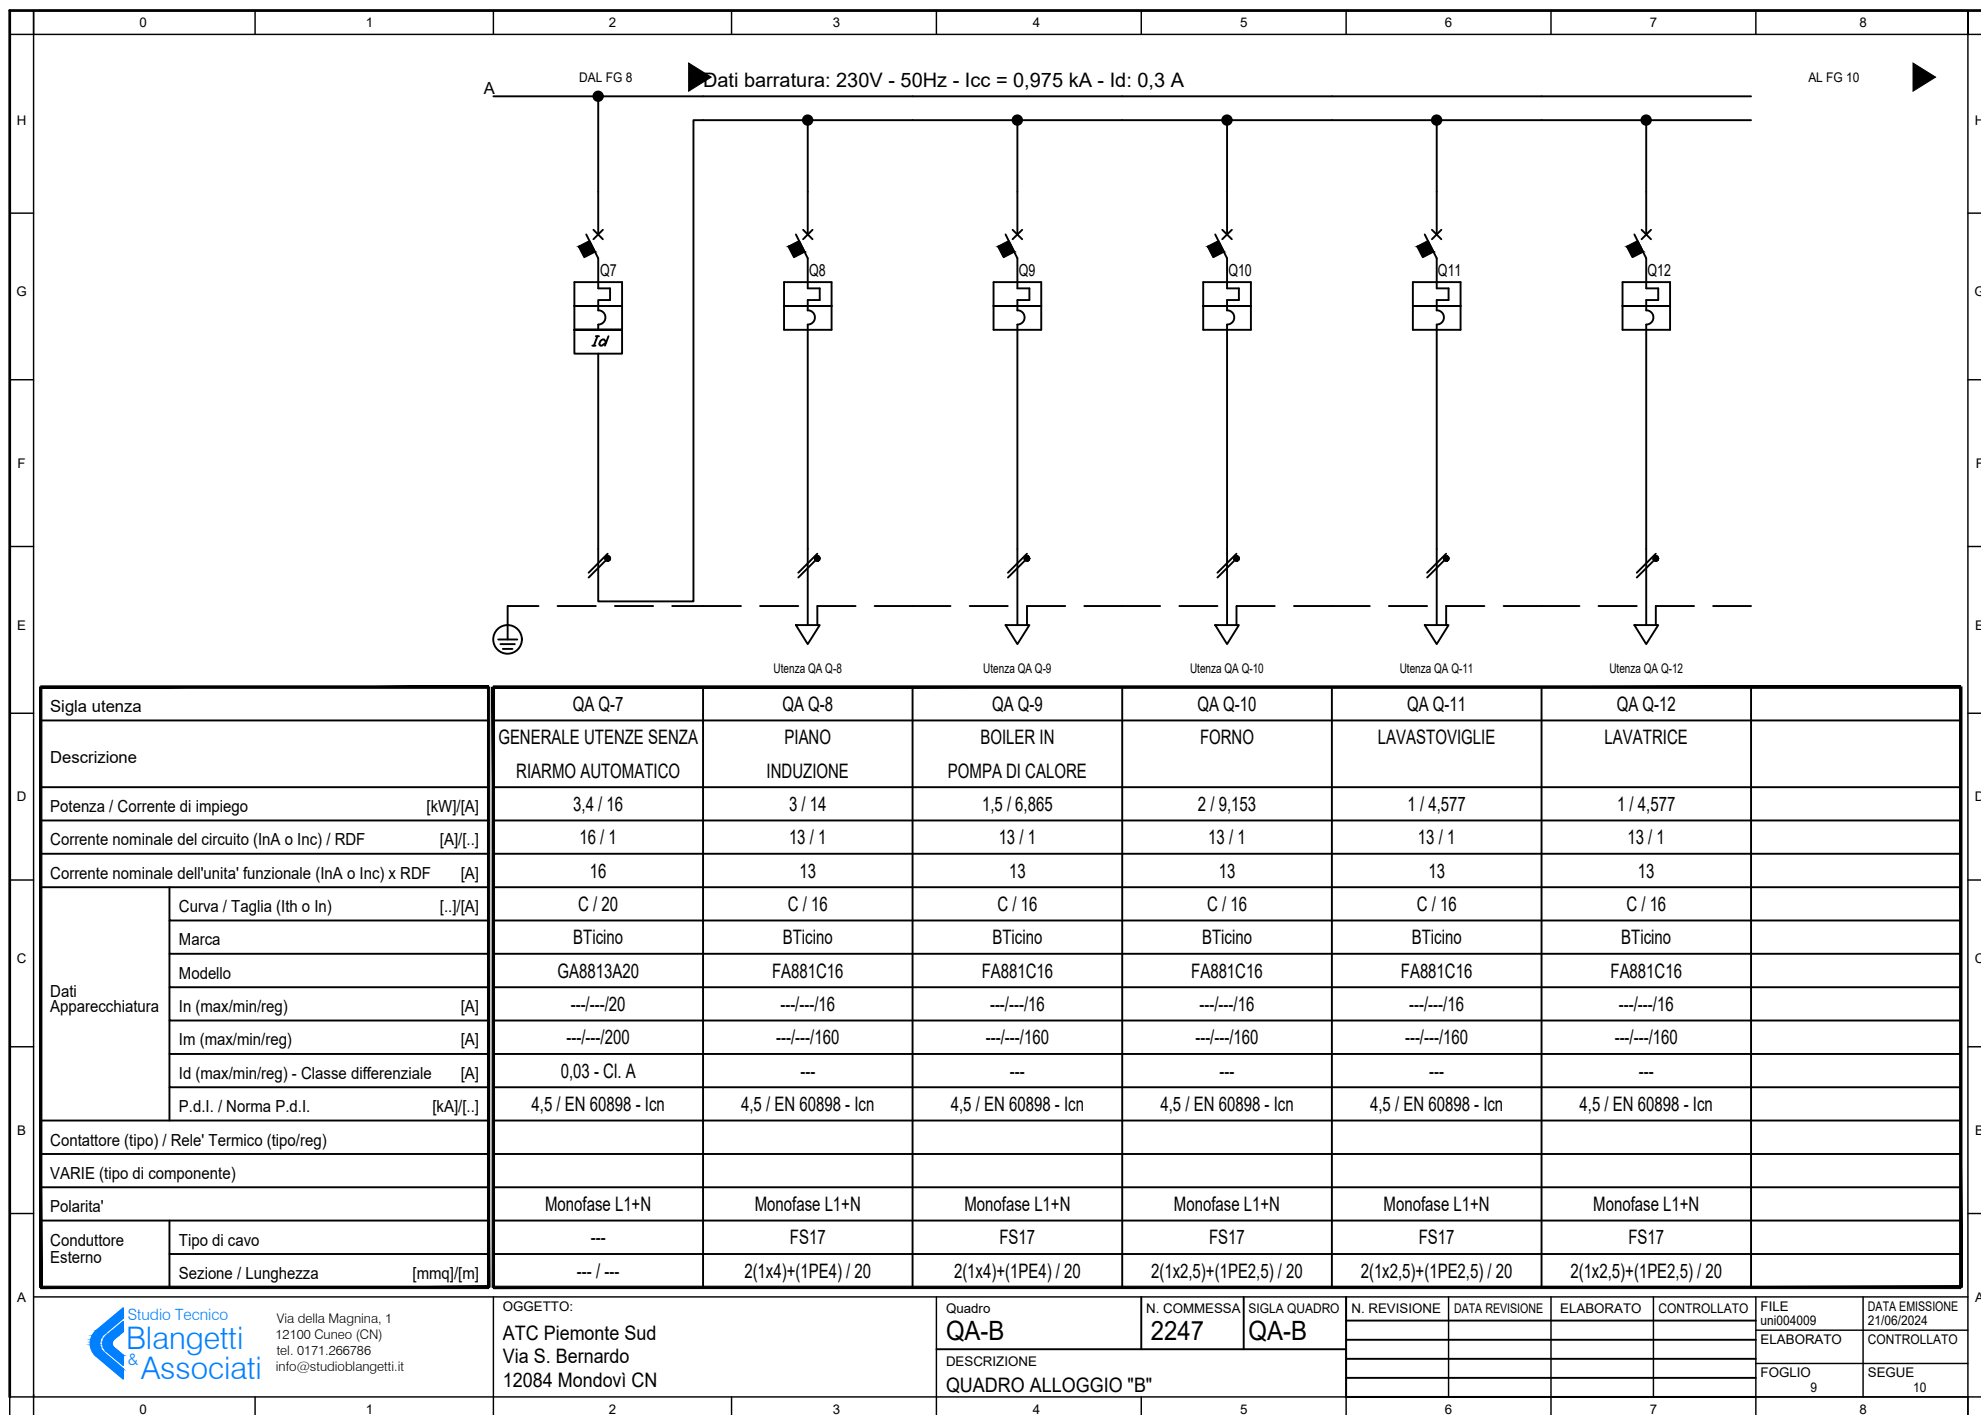 0 1 2 3 4 5 6 7 8
DAL FG 8
Dati barratura: 230V - 50Hz - Icc = 0,975 kA - Id: 0,3 A
AL FG 10
A
H H
Q7 Q8 Q9 Q10 Q11 Q12
G G
Id
F F
E E
Utenza QA Q-8 Utenza QA Q-9 Utenza QA Q-10 Utenza QA Q-11 Utenza QA Q-12
Sigla utenza QA Q-7 QA Q-8 QA Q-9 QA Q-10 QA Q-11 QA Q-12
Descrizione
GENERALE UTENZE SENZA PIANO BOILER IN FORNO LAVASTOVIGLIE LAVATRICE
RIARMO AUTOMATICO INDUZIONE POMPA DI CALORE
D D
Potenza / Corrente di impiego [kW]/[A] 3,4 / 16 3 / 14 1,5 / 6,865 2 / 9,153 1 / 4,577 1 / 4,577
Corrente nominale del circuito (InA o Inc) / RDF [A]/[..] 16 / 1 13 / 1 13 / 1 13 / 1 13 / 1 13 / 1
Corrente nominale dell'unita' funzionale (InA o Inc) x RDF [A] 16 13 13 13 13 13
Dati
Apparecchiatura
Curva / Taglia (Ith o In) [..]/[A] C / 20 C / 16 C / 16 C / 16 C / 16 C / 16
Marca BTicino BTicino BTicino BTicino BTicino BTicino
C C
Modello GA8813A20 FA881C16 FA881C16 FA881C16 FA881C16 FA881C16
In (max/min/reg) [A] ---/---/20 ---/---/16 ---/---/16 ---/---/16 ---/---/16 ---/---/16
Im (max/min/reg) [A] ---/---/200 ---/---/160 ---/---/160 ---/---/160 ---/---/160 ---/---/160
Id (max/min/reg) - Classe differenziale [A] 0,03 - Cl. A --- --- --- --- ---
P.d.I. / Norma P.d.I. [kA]/[..] 4,5 / EN 60898 - Icn 4,5 / EN 60898 - Icn 4,5 / EN 60898 - Icn 4,5 / EN 60898 - Icn 4,5 / EN 60898 - Icn 4,5 / EN 60898 - Icn
B B
Contattore (tipo) / Rele' Termico (tipo/reg)
VARIE (tipo di componente)
Polarita' Monofase L1+N Monofase L1+N Monofase L1+N Monofase L1+N Monofase L1+N Monofase L1+N
Conduttore
Esterno
Tipo di cavo --- FS17 FS17 FS17 FS17 FS17
Sezione / Lunghezza [mmq]/[m] --- / --- 2(1x4)+(1PE4) / 20 2(1x4)+(1PE4) / 20 2(1x2,5)+(1PE2,5) / 20 2(1x2,5)+(1PE2,5) / 20 2(1x2,5)+(1PE2,5) / 20
A A
Studio Tecnico
Blangetti
& Associati
Via della Magnina, 1
12100 Cuneo (CN)
tel. 0171.266786
info@studioblangetti.it
OGGETTO:
ATC Piemonte Sud
Via S. Bernardo
12084 Mondovì CN
Quadro
QA-B
N. COMMESSA
2247
SIGLA QUADRO
QA-B
DESCRIZIONE
QUADRO ALLOGGIO "B"
N. REVISIONE DATA REVISIONE ELABORATO CONTROLLATO
FILE
uni004009
DATA EMISSIONE
21/06/2024
ELABORATO CONTROLLATO
FOGLIO
9
SEGUE
10
0 1 2 3 4 5 6 7 8